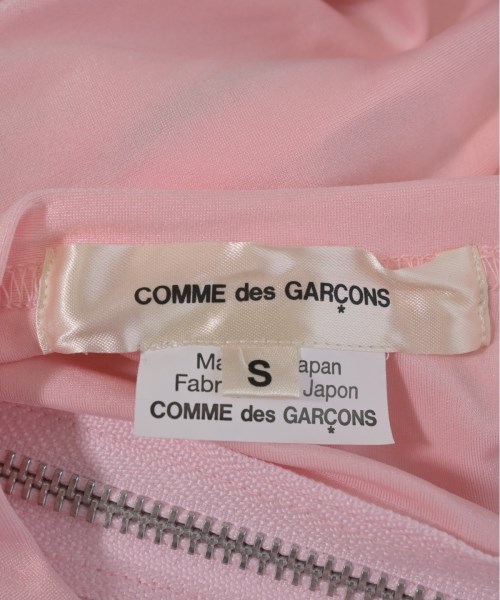 COMME des GARÇONS
Ma apan
S
Fabr Japon
COMME des GARÇONS